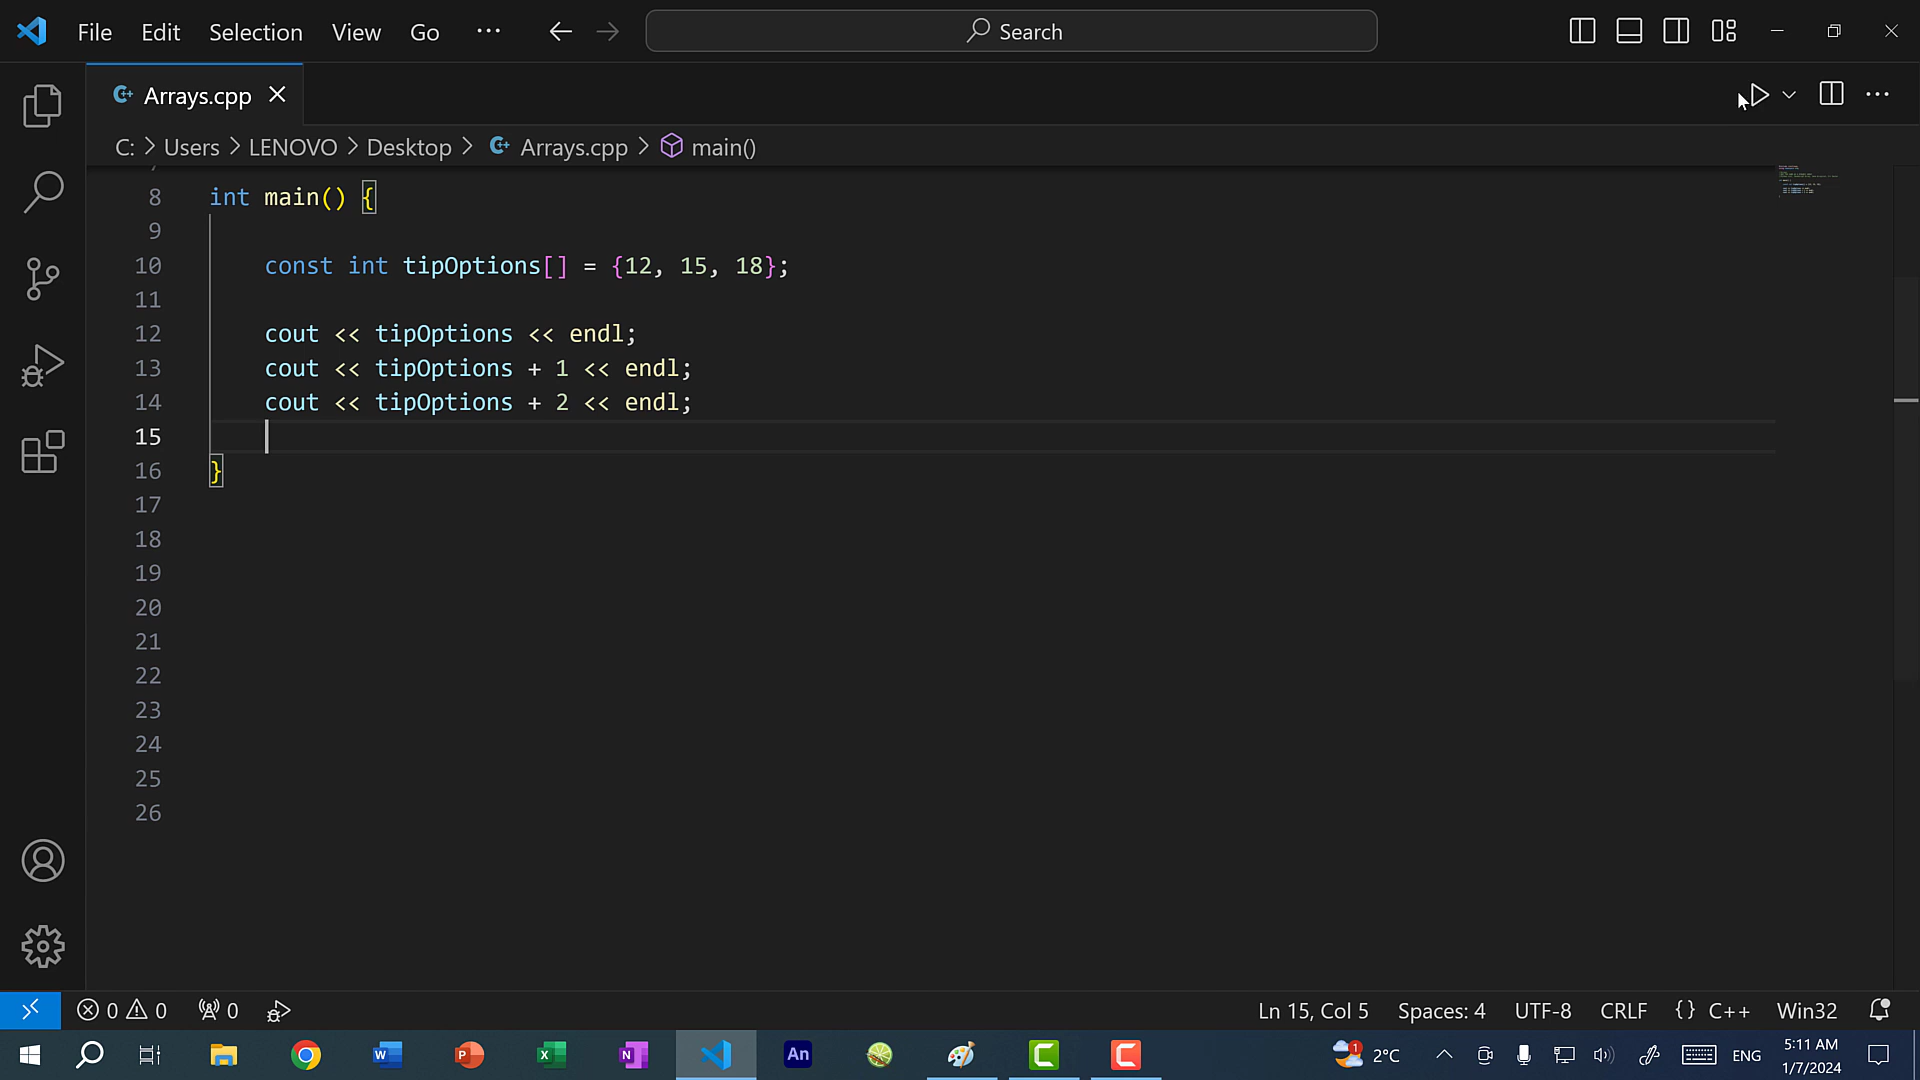 File Edit Selection View Go ··· Search
Arrays.cpp
C: > Users > LENOVO > Desktop > Arrays.cpp > main()
8 int main() {
9
10 const int tipOptions[] = {12, 15, 18};
11
12 cout << tipOptions << endl;
13 cout << tipOptions + 1 << endl;
14 cout << tipOptions + 2 << endl;
15
16 }
17
18
19
20
21
22
23
24
25
26
0 0 0 Ln 15, Col 5 Spaces: 4 UTF-8 CRLF {} C++ Win32
W P X N An C C 1 2°C ENG 5:11 AM
1/7/2024